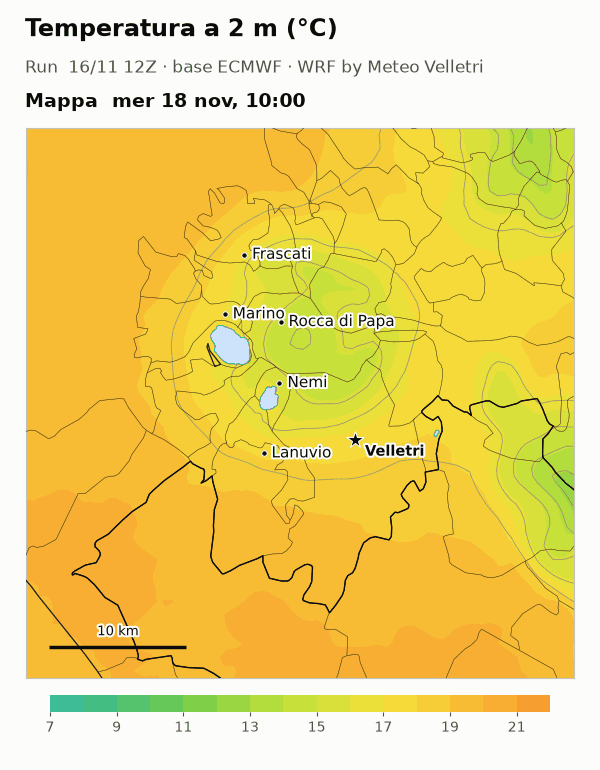 Temperatura a 2 m (°C)
Run  16/11 12Z · base ECMWF · WRF by Meteo Velletri
Mappa  mer 18 nov, 10:00
Frascati
Marino
Rocca di Papa
Nemi
Velletri
Lanuvio
10 km
7 9 11 13 15 17 19 21